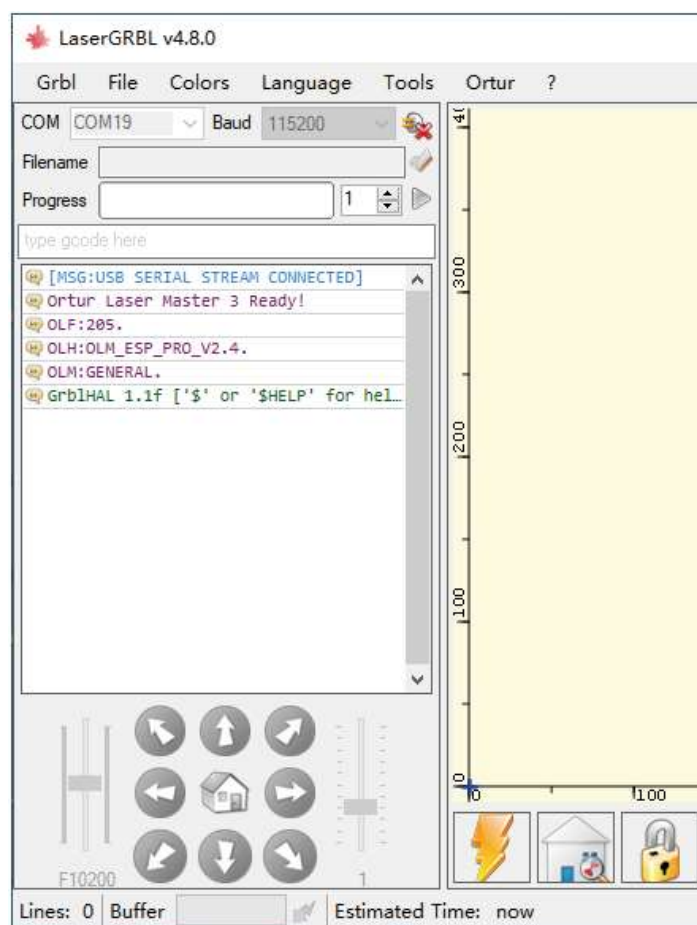 LaserGRBL v4.8.0
Grbl File Colors Language Tools Ortur ?
COM COM19 Baud 115200
Filename
Progress 1
type gcode here
[MSG:USB SERIAL STREAM CONNECTED]
Ortur Laser Master 3 Ready!
OLF:205.
OLH:OLM_ESP_PRO_V2.4.
OLM:GENERAL.
GrblHAL 1.1f ['$' or '$HELP' for hel…
300
200
100
0
0 100
F10200 1
Lines: 0 Buffer Estimated Time: now